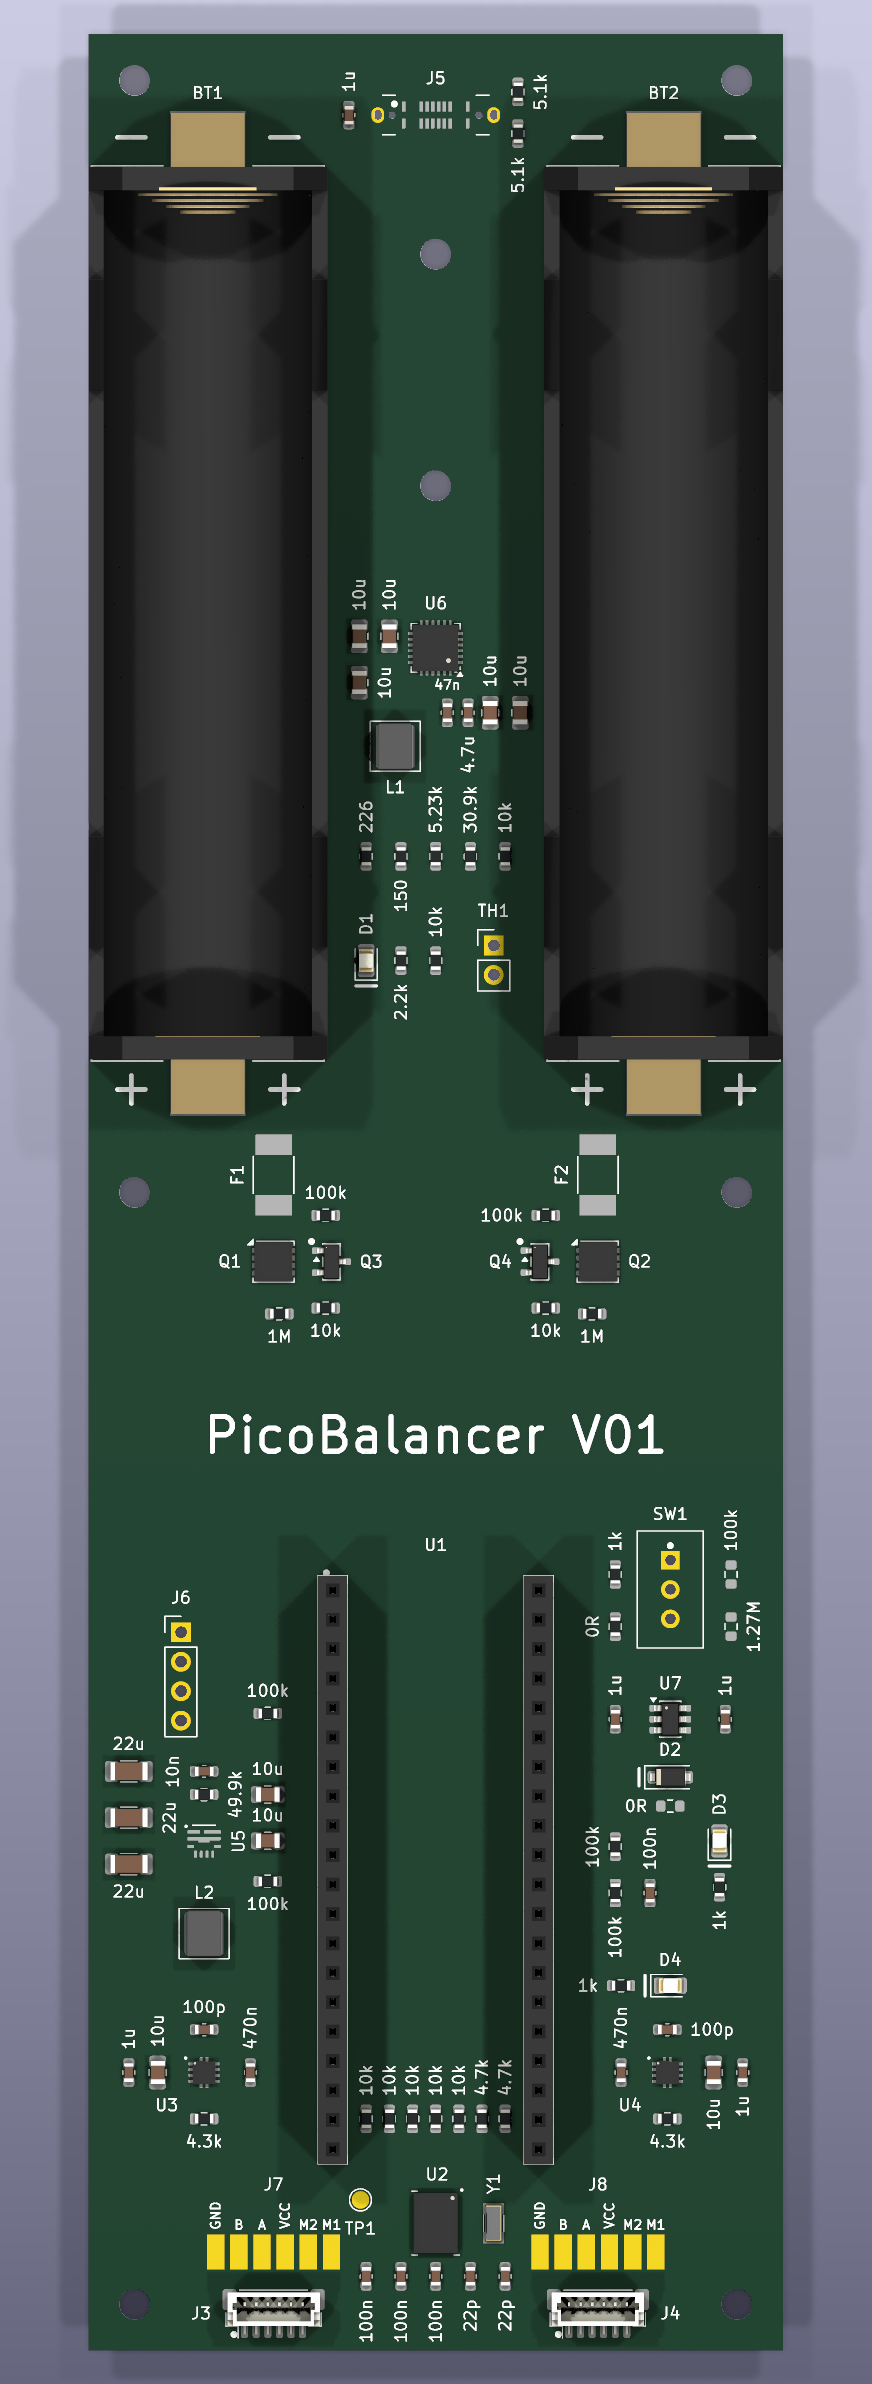 J5
1u
5.1k
BT1
BT2
5.1k
10u
10u
U6
10u
47n
10u
10u
4.7u
L1
226
5.23k
30.9k
10k
150
D1
10k
TH1
2.2k
F1
F2
100k
100k
Q1
Q3
Q4
Q2
1M
10k
10k
1M
PicoBalancer V01
SW1
1k
100k
U1
J6
0R
1.27M
100k
U7
1u
1u
22u
10n
10u
D2
49.9k
22u
10u
0R
D3
U5
100k
100n
22u
L2
100k
100k
1k
D4
1k
100p
470n
470n
100p
1u
10u
10k
10k
10k
10k
10k
4.7k
4.7k
U3
U4
10u
1u
4.3k
4.3k
J7
U2
Y1
J8
GND B A VCC M2 M1
TP1
GND B A VCC M2 M1
J3
J4
100n
100n
100n
22p
22p